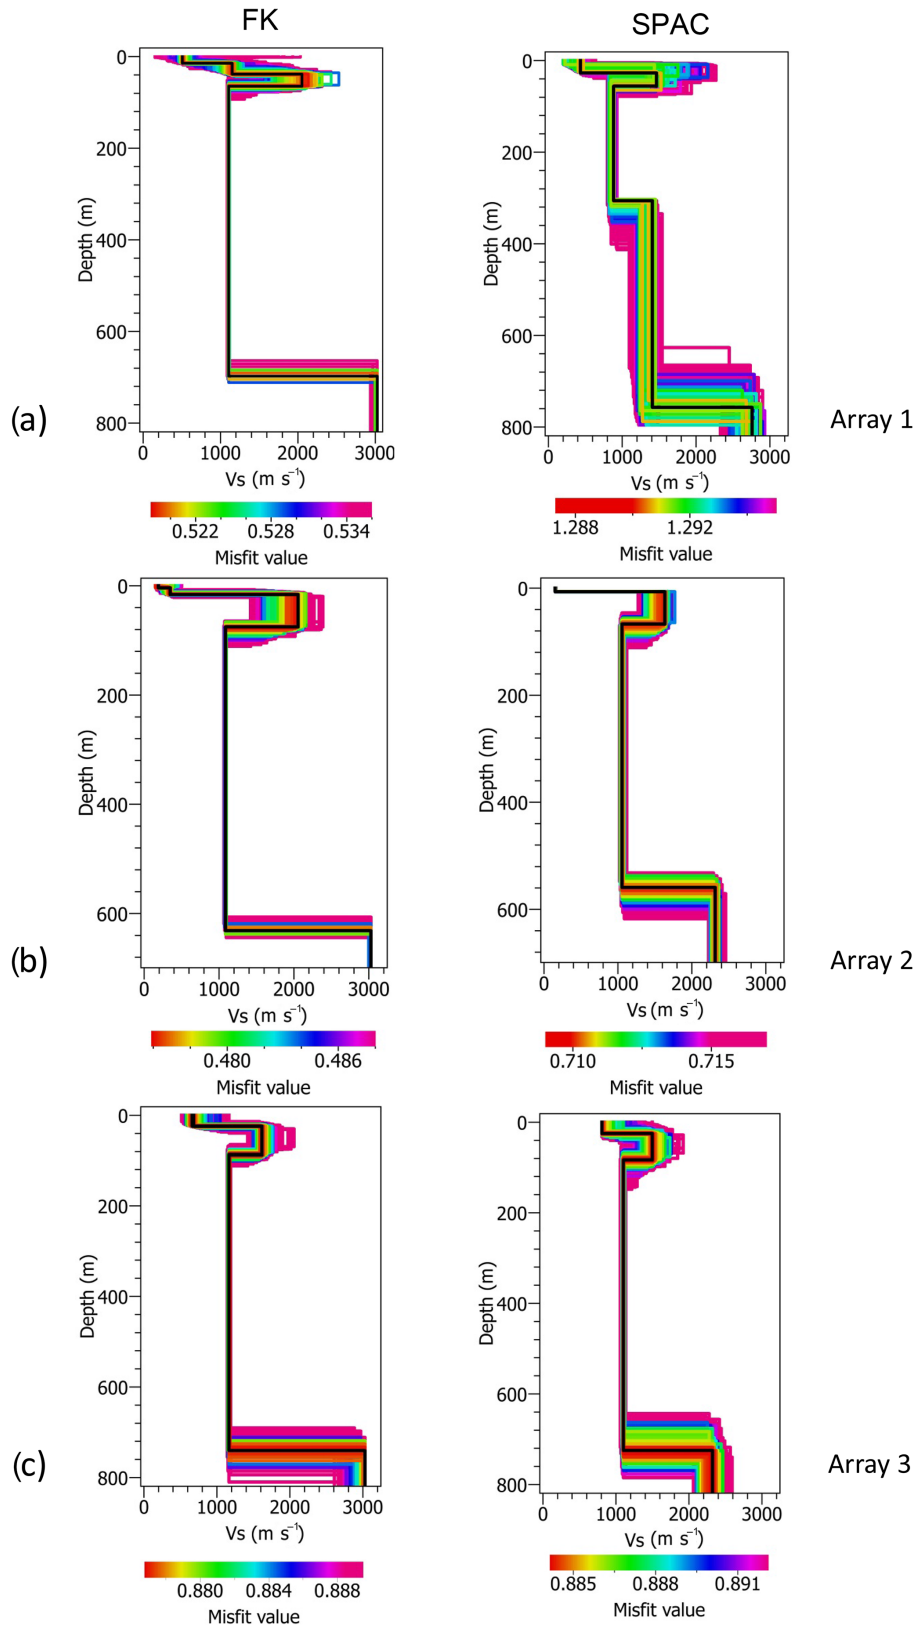 FK SPAC
0 0
200 200
400 400
600 600
800 800
Depth (m) Depth (m)
(a) Array 1
0 1000 2000 3000 0 1000 2000 3000
Vs (m s⁻¹) Vs (m s⁻¹)
0.522 0.528 0.534 1.288 1.292
Misfit value Misfit value
0 0
200 200
400 400
600 600
Depth (m) Depth (m)
(b) Array 2
0 1000 2000 3000 0 1000 2000 3000
Vs (m s⁻¹) Vs (m s⁻¹)
0.480 0.486 0.710 0.715
Misfit value Misfit value
0 0
200 200
400 400
600 600
800 800
Depth (m) Depth (m)
(c) Array 3
0 1000 2000 3000 0 1000 2000 3000
Vs (m s⁻¹) Vs (m s⁻¹)
0.880 0.884 0.888 0.885 0.888 0.891
Misfit value Misfit value